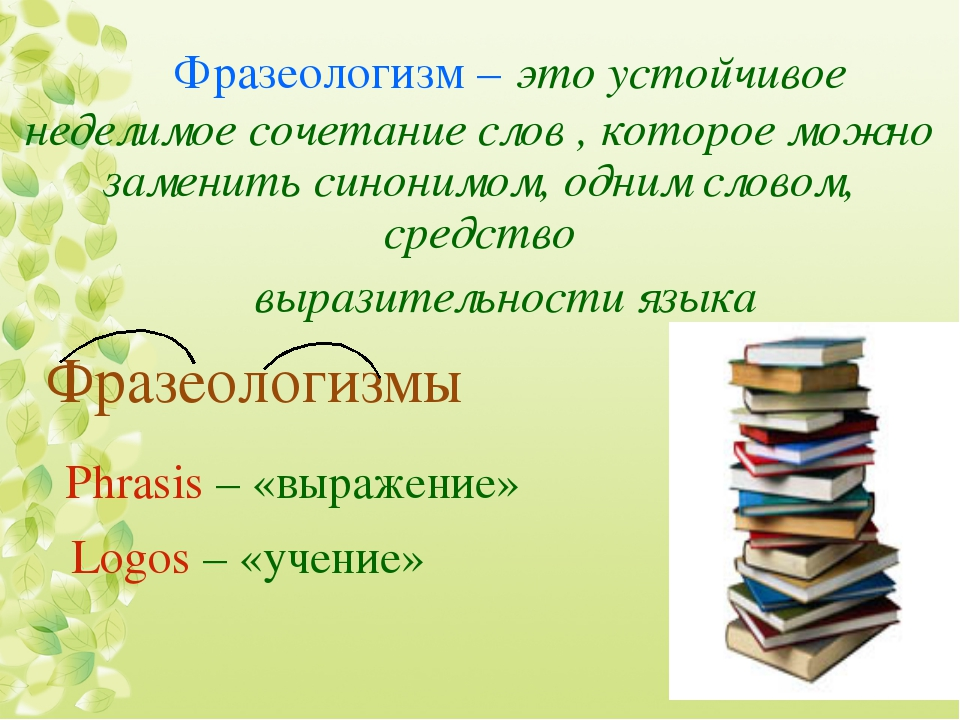 Фразеологизм – это устойчивое
неделимое сочетание слов , которое можно
заменить синонимом, одним словом,
средство
выразительности языка
Фразеологизмы
Phrasis – «выражение»
Logos – «учение»